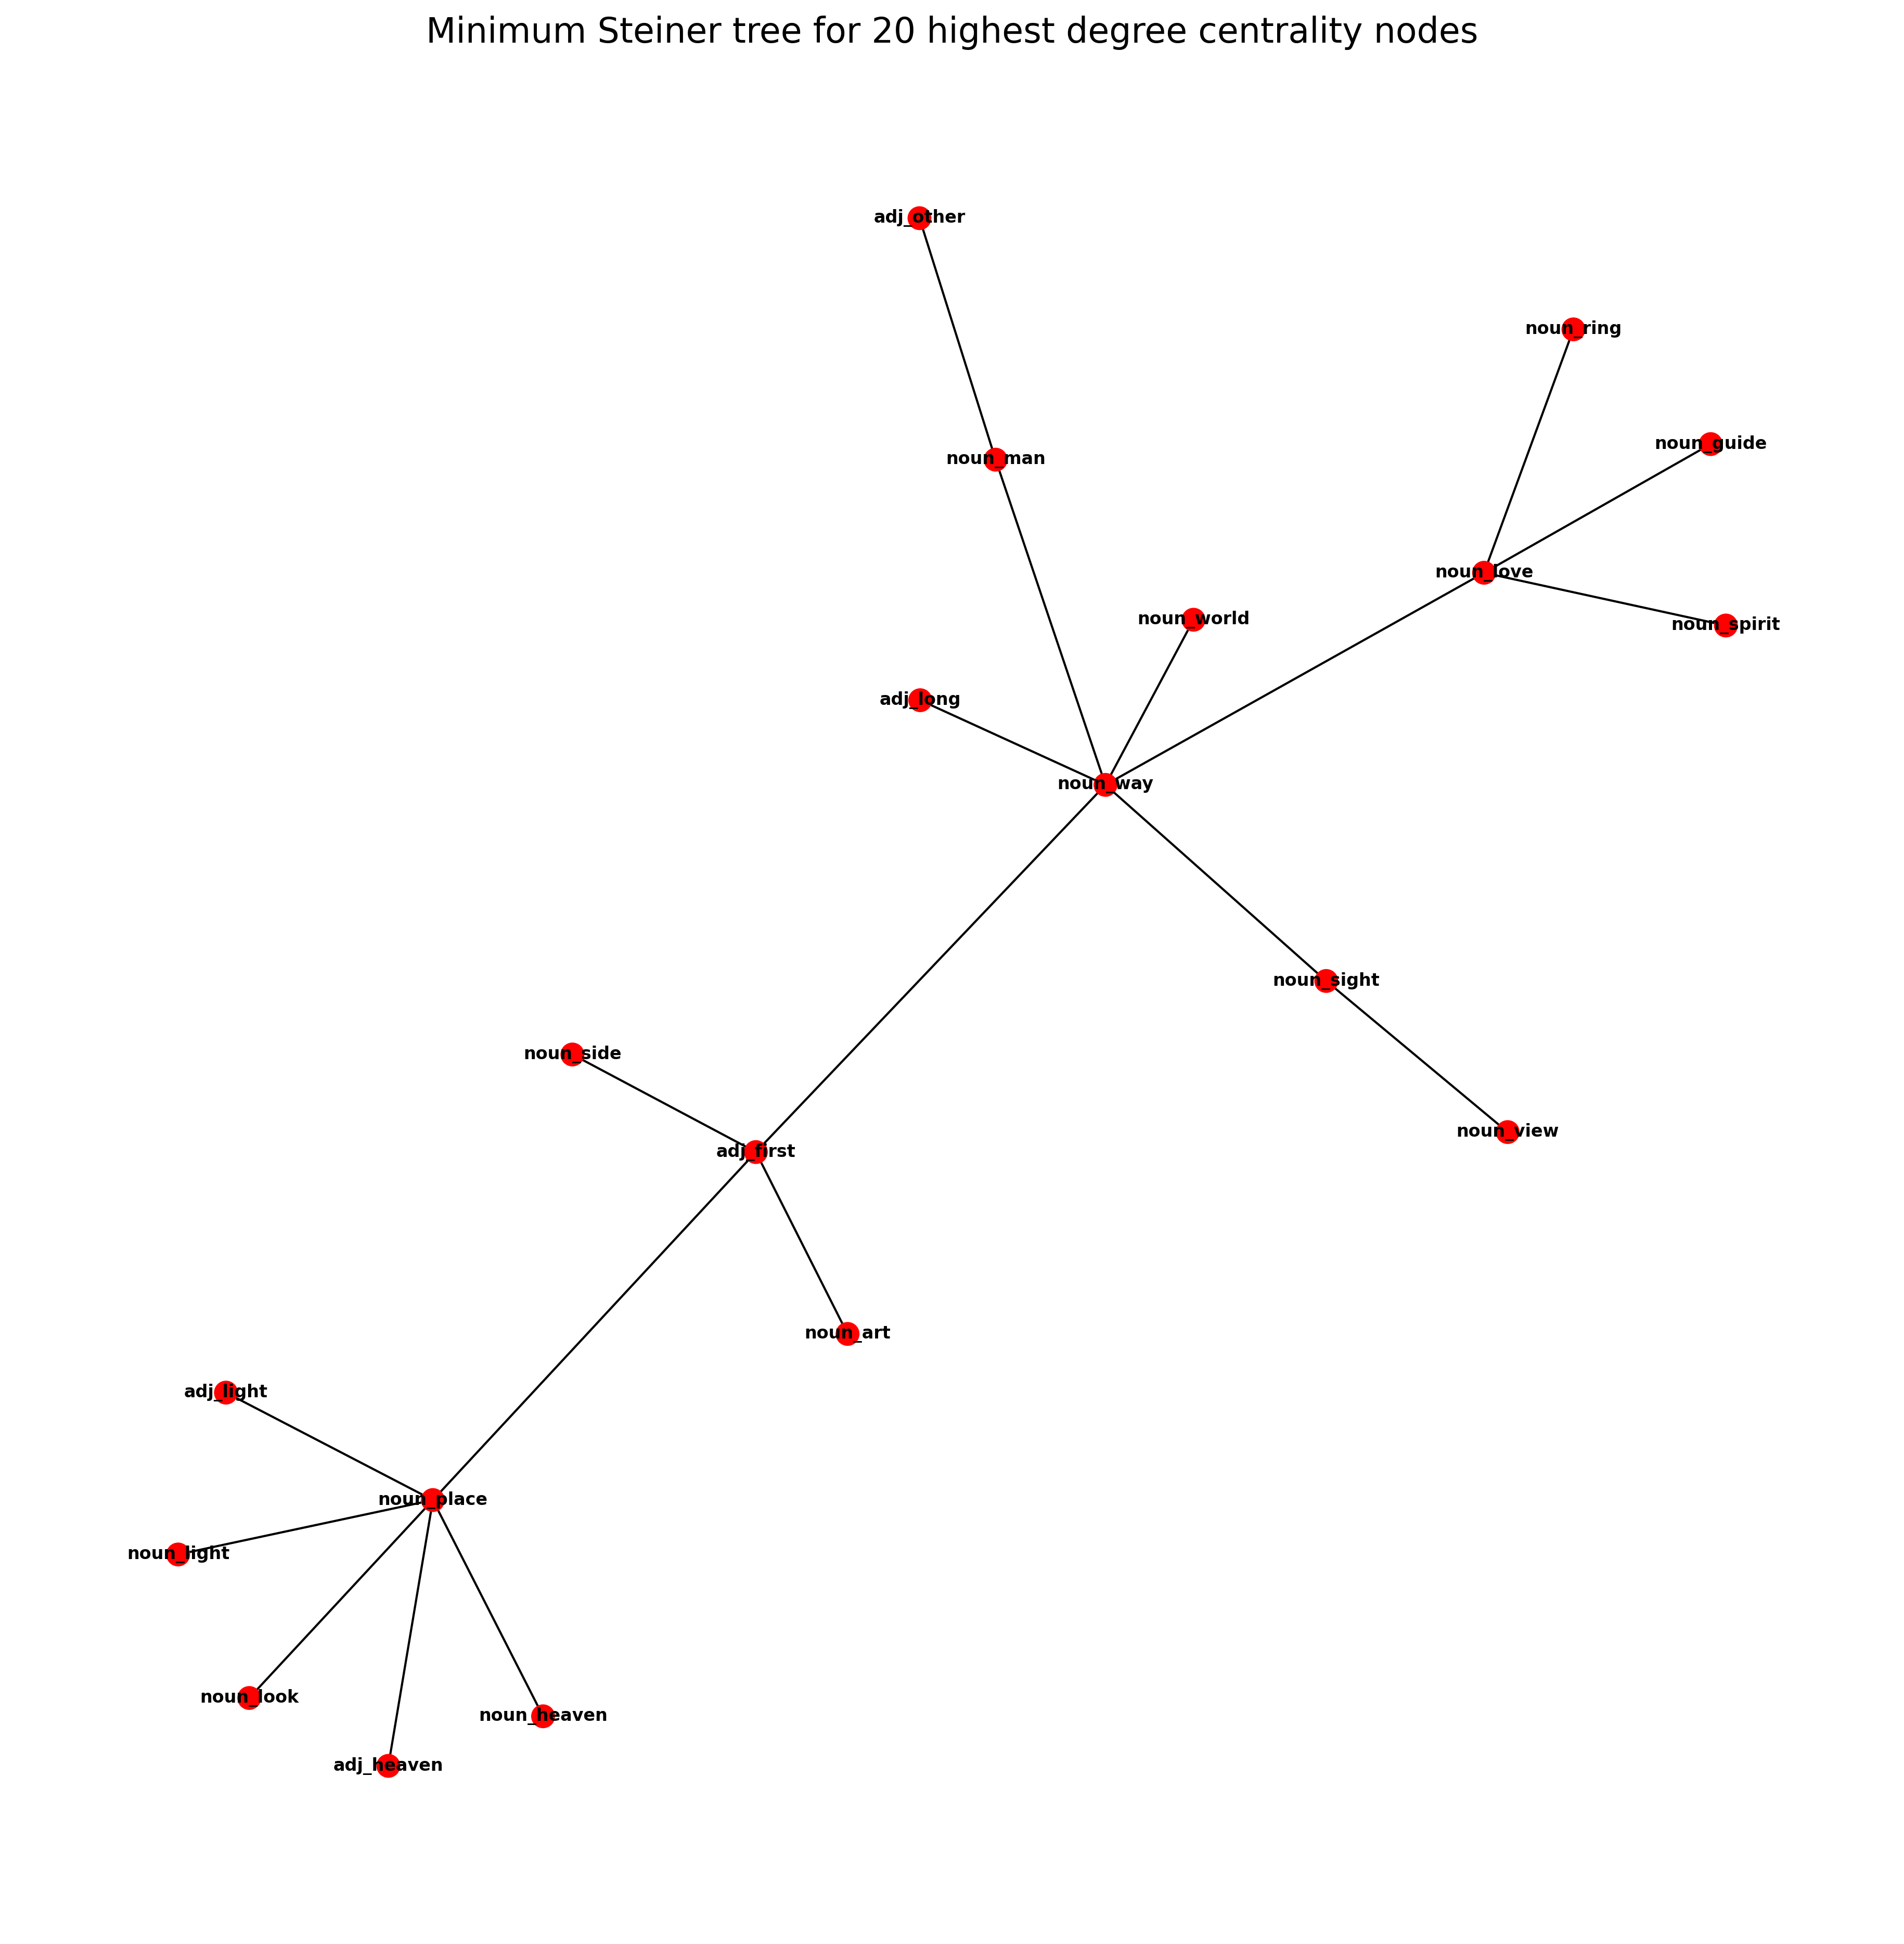 Minimum Steiner tree for 20 highest degree centrality nodes
adj_other
noun_ring
noun_guide
noun_man
noun_love
noun_world
noun_spirit
adj_long
noun_way
noun_sight
noun_side
noun_view
adj_first
noun_art
adj_light
noun_place
noun_light
noun_look
noun_heaven
adj_heaven